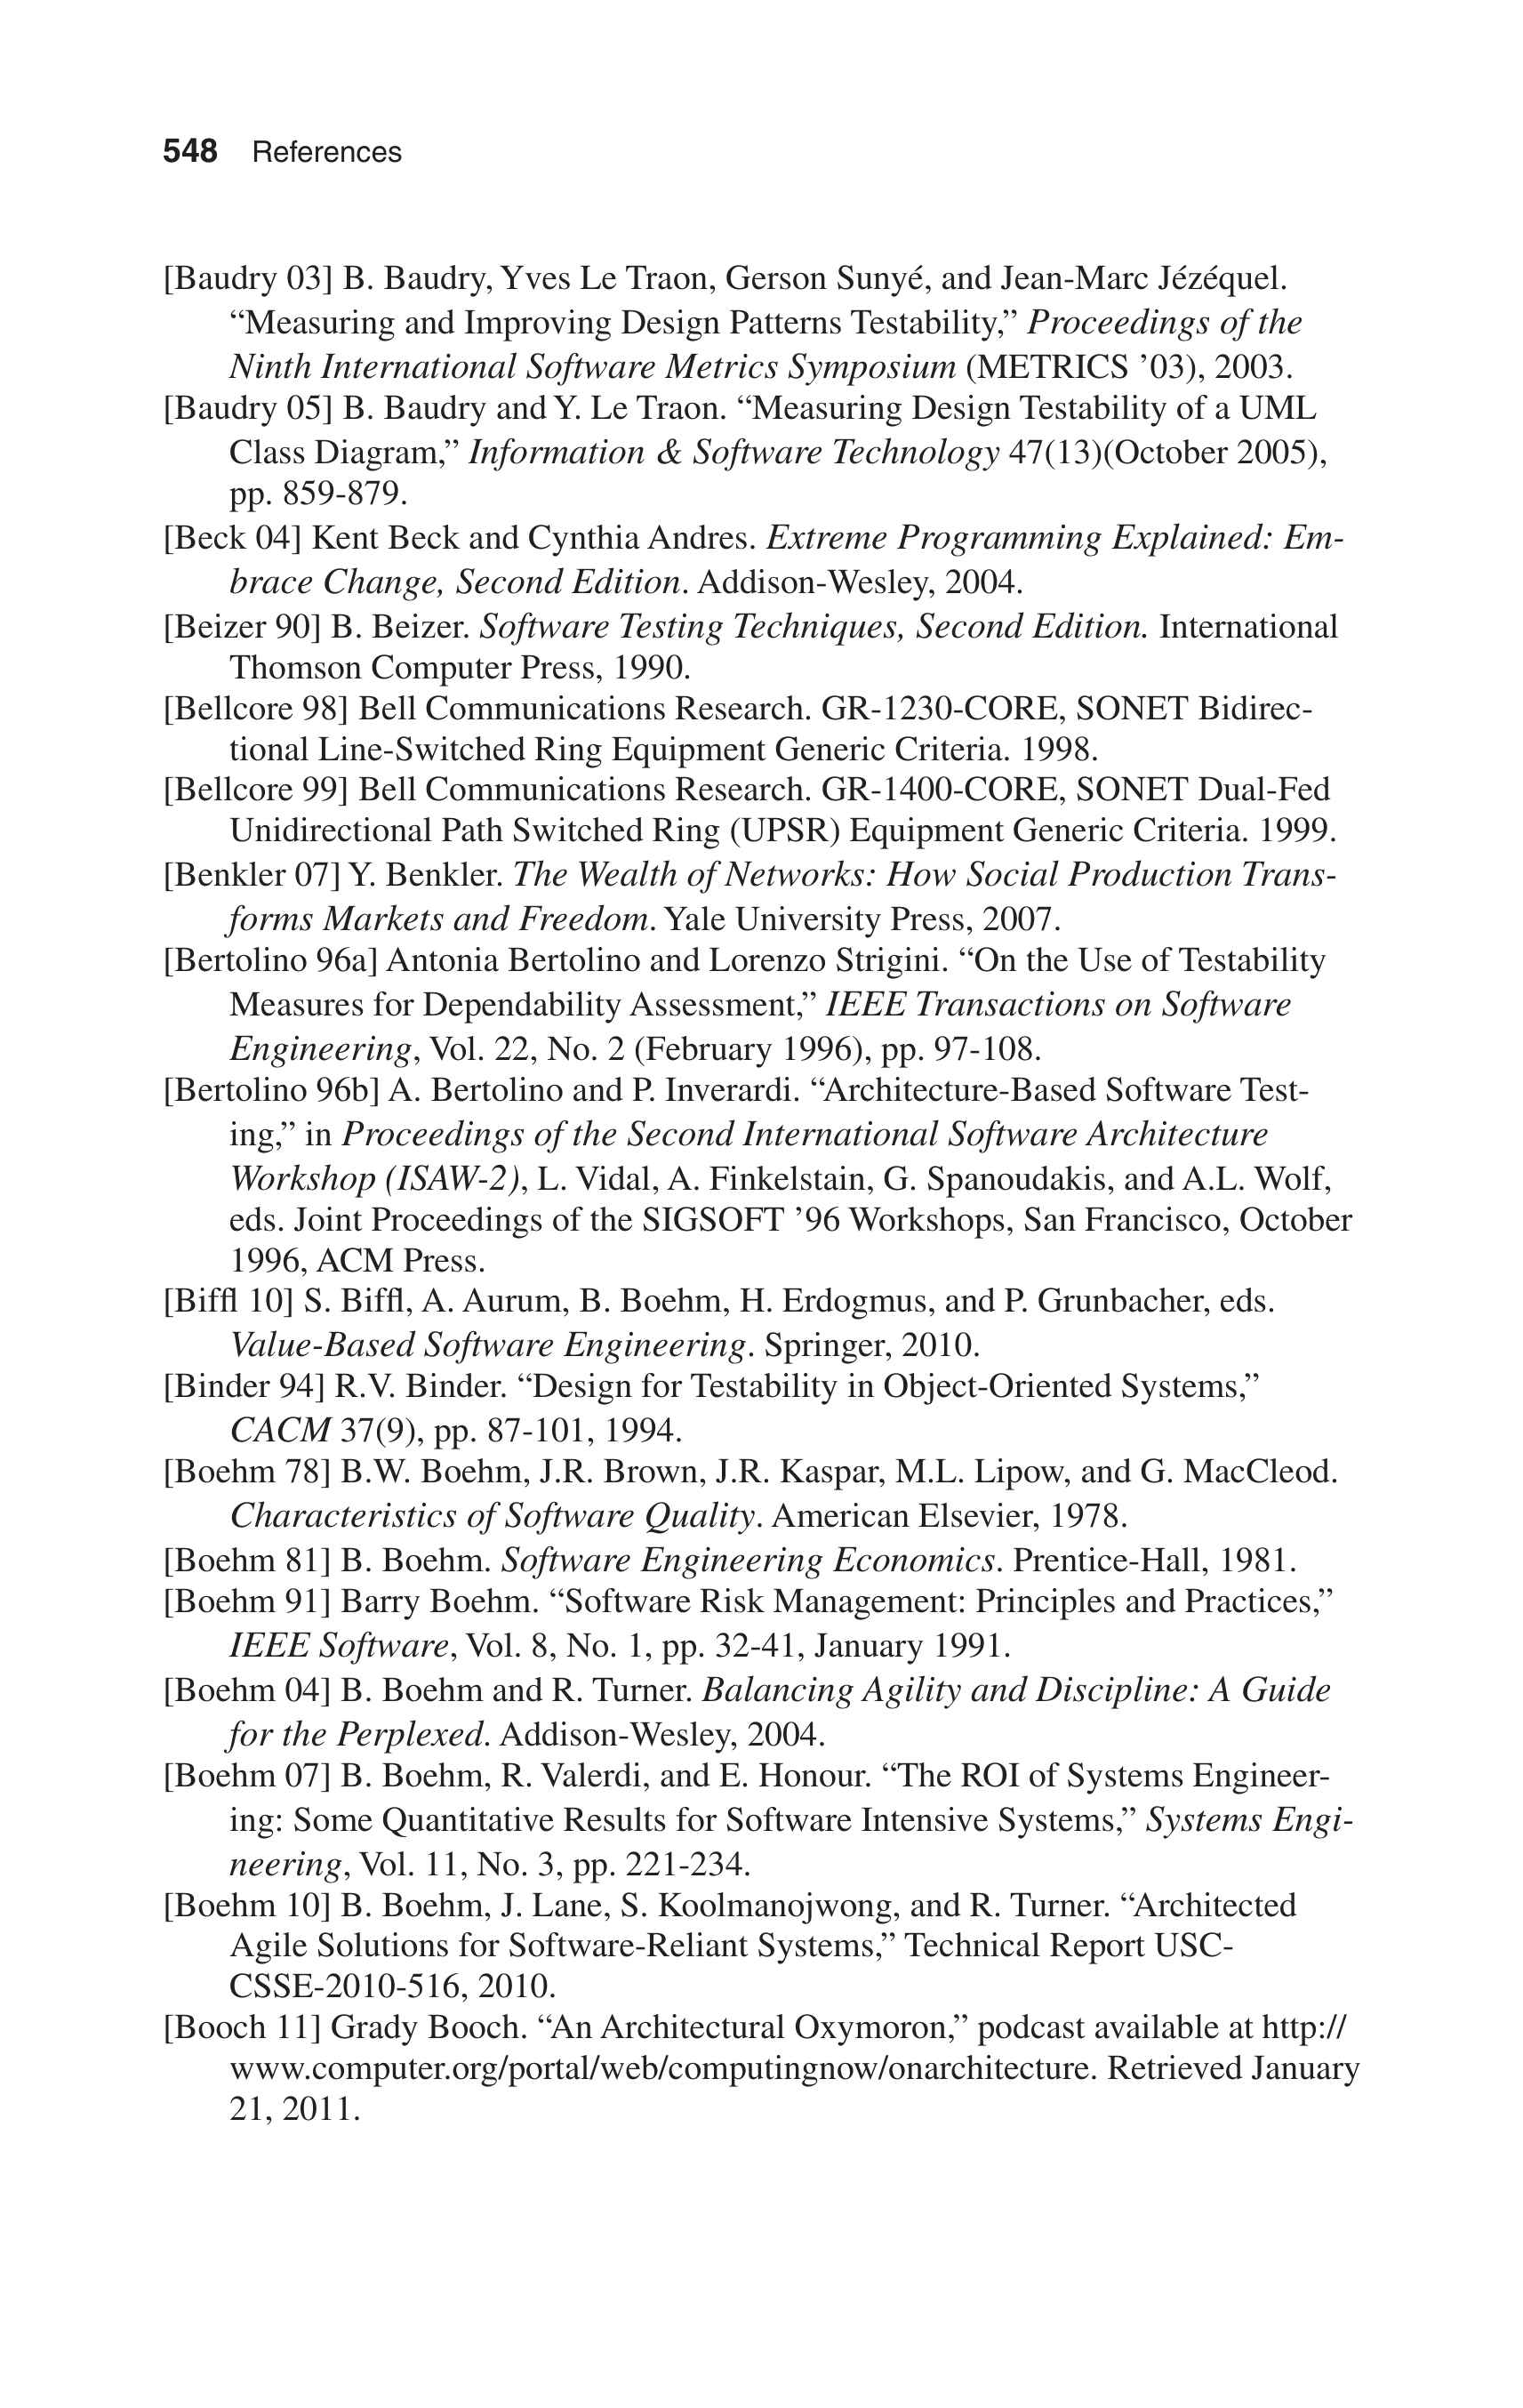 548 References
[Baudry 03] B. Baudry, Yves Le Traon, Gerson Sunyé, and Jean-Marc Jézéquel.
“Measuring and Improving Design Patterns Testability,” Proceedings of the
Ninth International Software Metrics Symposium (METRICS ’03), 2003.
[Baudry 05] B. Baudry and Y. Le Traon. “Measuring Design Testability of a UML
Class Diagram,” Information & Software Technology 47(13)(October 2005),
pp. 859-879.
[Beck 04] Kent Beck and Cynthia Andres. Extreme Programming Explained: Em-
brace Change, Second Edition. Addison-Wesley, 2004.
[Beizer 90] B. Beizer. Software Testing Techniques, Second Edition. International
Thomson Computer Press, 1990.
[Bellcore 98] Bell Communications Research. GR-1230-CORE, SONET Bidirec-
tional Line-Switched Ring Equipment Generic Criteria. 1998.
[Bellcore 99] Bell Communications Research. GR-1400-CORE, SONET Dual-Fed
Unidirectional Path Switched Ring (UPSR) Equipment Generic Criteria. 1999.
[Benkler 07] Y. Benkler. The Wealth of Networks: How Social Production Trans-
forms Markets and Freedom. Yale University Press, 2007.
[Bertolino 96a] Antonia Bertolino and Lorenzo Strigini. “On the Use of Testability
Measures for Dependability Assessment,” IEEE Transactions on Software
Engineering, Vol. 22, No. 2 (February 1996), pp. 97-108.
[Bertolino 96b] A. Bertolino and P. Inverardi. “Architecture-Based Software Test-
ing,” in Proceedings of the Second International Software Architecture
Workshop (ISAW-2), L. Vidal, A. Finkelstain, G. Spanoudakis, and A.L. Wolf,
eds. Joint Proceedings of the SIGSOFT ’96 Workshops, San Francisco, October
1996, ACM Press.
[Biffl 10] S. Biffl, A. Aurum, B. Boehm, H. Erdogmus, and P. Grunbacher, eds.
Value-Based Software Engineering. Springer, 2010.
[Binder 94] R.V. Binder. “Design for Testability in Object-Oriented Systems,”
CACM 37(9), pp. 87-101, 1994.
[Boehm 78] B.W. Boehm, J.R. Brown, J.R. Kaspar, M.L. Lipow, and G. MacCleod.
Characteristics of Software Quality. American Elsevier, 1978.
[Boehm 81] B. Boehm. Software Engineering Economics. Prentice-Hall, 1981.
[Boehm 91] Barry Boehm. “Software Risk Management: Principles and Practices,”
IEEE Software, Vol. 8, No. 1, pp. 32-41, January 1991.
[Boehm 04] B. Boehm and R. Turner. Balancing Agility and Discipline: A Guide
for the Perplexed. Addison-Wesley, 2004.
[Boehm 07] B. Boehm, R. Valerdi, and E. Honour. “The ROI of Systems Engineer-
ing: Some Quantitative Results for Software Intensive Systems,” Systems Engi-
neering, Vol. 11, No. 3, pp. 221-234.
[Boehm 10] B. Boehm, J. Lane, S. Koolmanojwong, and R. Turner. “Architected
Agile Solutions for Software-Reliant Systems,” Technical Report USC-
CSSE-2010-516, 2010.
[Booch 11] Grady Booch. “An Architectural Oxymoron,” podcast available at http://
www.computer.org/portal/web/computingnow/onarchitecture. Retrieved January
21, 2011.